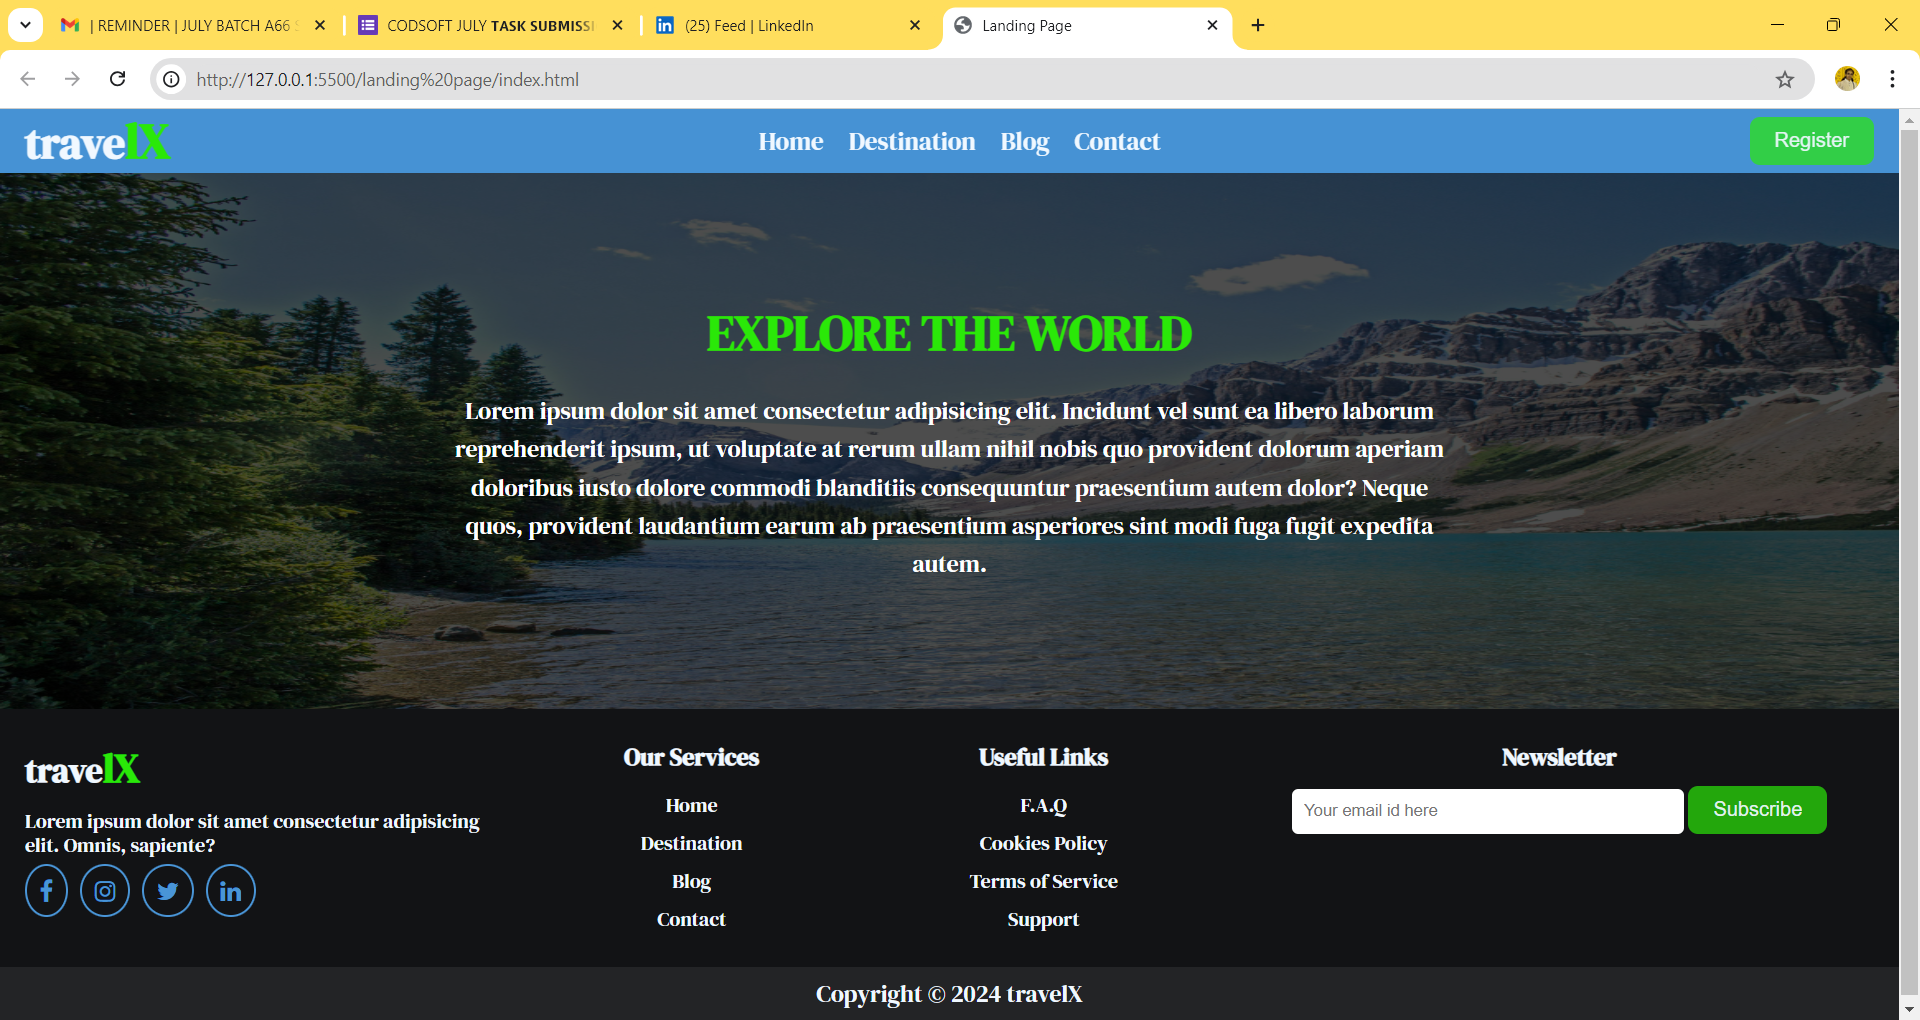 | REMINDER | JULY BATCH A66 S
CODSOFT JULY TASK SUBMISSI
(25) Feed | LinkedIn
Landing Page
http://127.0.0.1:5500/landing%20page/index.html
travelX
Home
Destination
Blog
Contact
Register
EXPLORE THE WORLD
Lorem ipsum dolor sit amet consectetur adipisicing elit. Incidunt vel sunt ea libero laborum
reprehenderit ipsum, ut voluptate at rerum ullam nihil nobis quo provident dolorum aperiam
doloribus iusto dolore commodi blanditiis consequuntur praesentium autem dolor? Neque
quos, provident laudantium earum ab praesentium asperiores sint modi fuga fugit expedita
autem.
travelX
Lorem ipsum dolor sit amet consectetur adipisicing
elit. Omnis, sapiente?
Our Services
Home
Destination
Blog
Contact
Useful Links
F.A.Q
Cookies Policy
Terms of Service
Support
Newsletter
Your email id here
Subscribe
Copyright © 2024 travelX